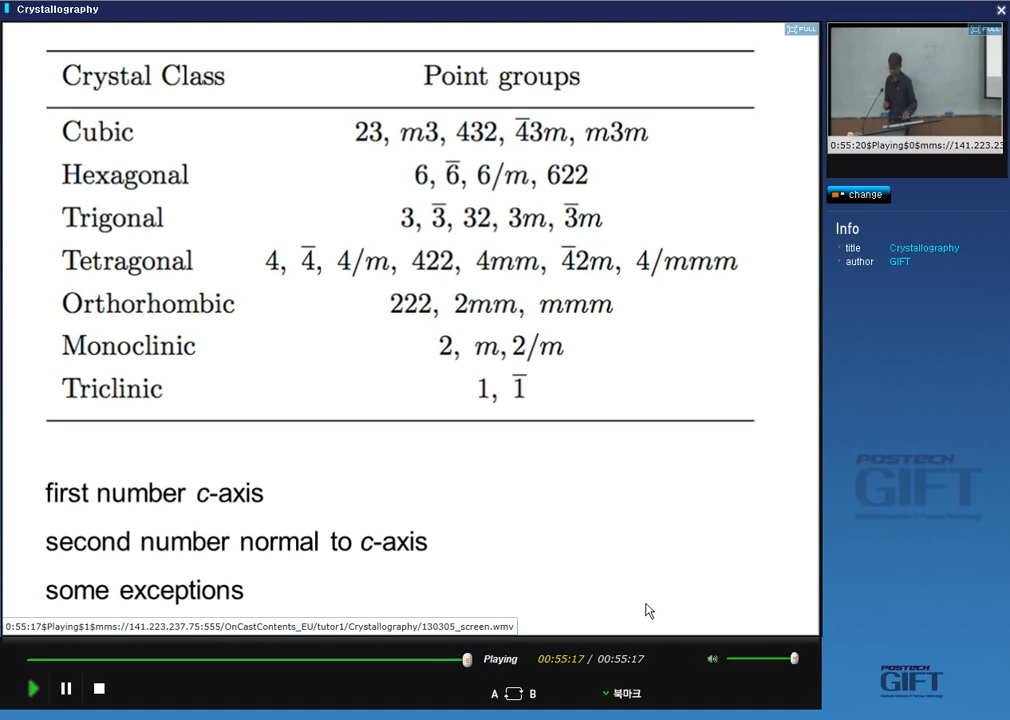 Crystallography
FULL
Crystal Class Point groups
Cubic 23, m3, 432, 4̅3m, m3m
Hexagonal 6, 6̅, 6/m, 622
Trigonal 3, 3̅, 32, 3m, 3̅m
Tetragonal 4, 4̅, 4/m, 422, 4mm, 4̅2m, 4/mmm
Orthorhombic 222, 2mm, mmm
Monoclinic 2, m, 2/m
Triclinic 1, 1̅
first number c-axis
second number normal to c-axis
some exceptions
0:55:17$Playing$1$mms://141.223.237.75:555/OnCastContents_EU/tutor1/Crystallography/130305_screen.wmv
Playing 00:55:17 / 00:55:17
A B 북마크
FULL
0:55:20$Playing$0$mms://141.223.23
change
Info
title Crystallography
author GIFT
POSTECH
GIFT
POSTECH
GIFT